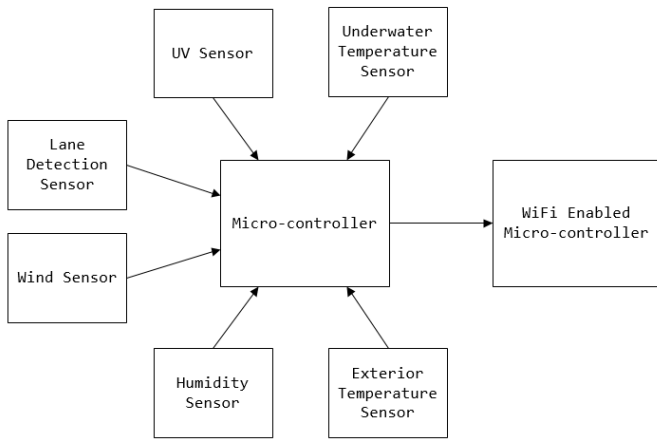 UV Sensor
Underwater
Temperature
Sensor
Lane
Detection
Sensor
Micro-controller
WiFi Enabled
Micro-controller
Wind Sensor
Humidity
Sensor
Exterior
Temperature
Sensor